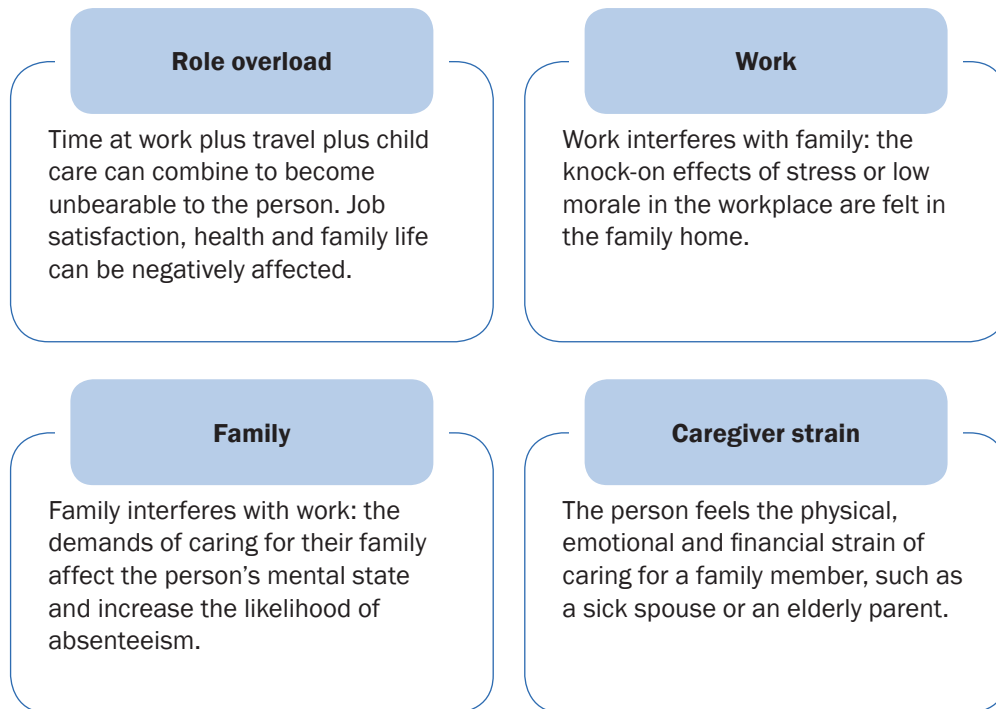 Role overload
Time at work plus travel plus child
care can combine to become
unbearable to the person. Job
satisfaction, health and family life
can be negatively affected.
Work
Work interferes with family: the
knock-on effects of stress or low
morale in the workplace are felt in
the family home.
Family
Family interferes with work: the
demands of caring for their family
affect the person’s mental state
and increase the likelihood of
absenteeism.
Caregiver strain
The person feels the physical,
emotional and financial strain of
caring for a family member, such as
a sick spouse or an elderly parent.